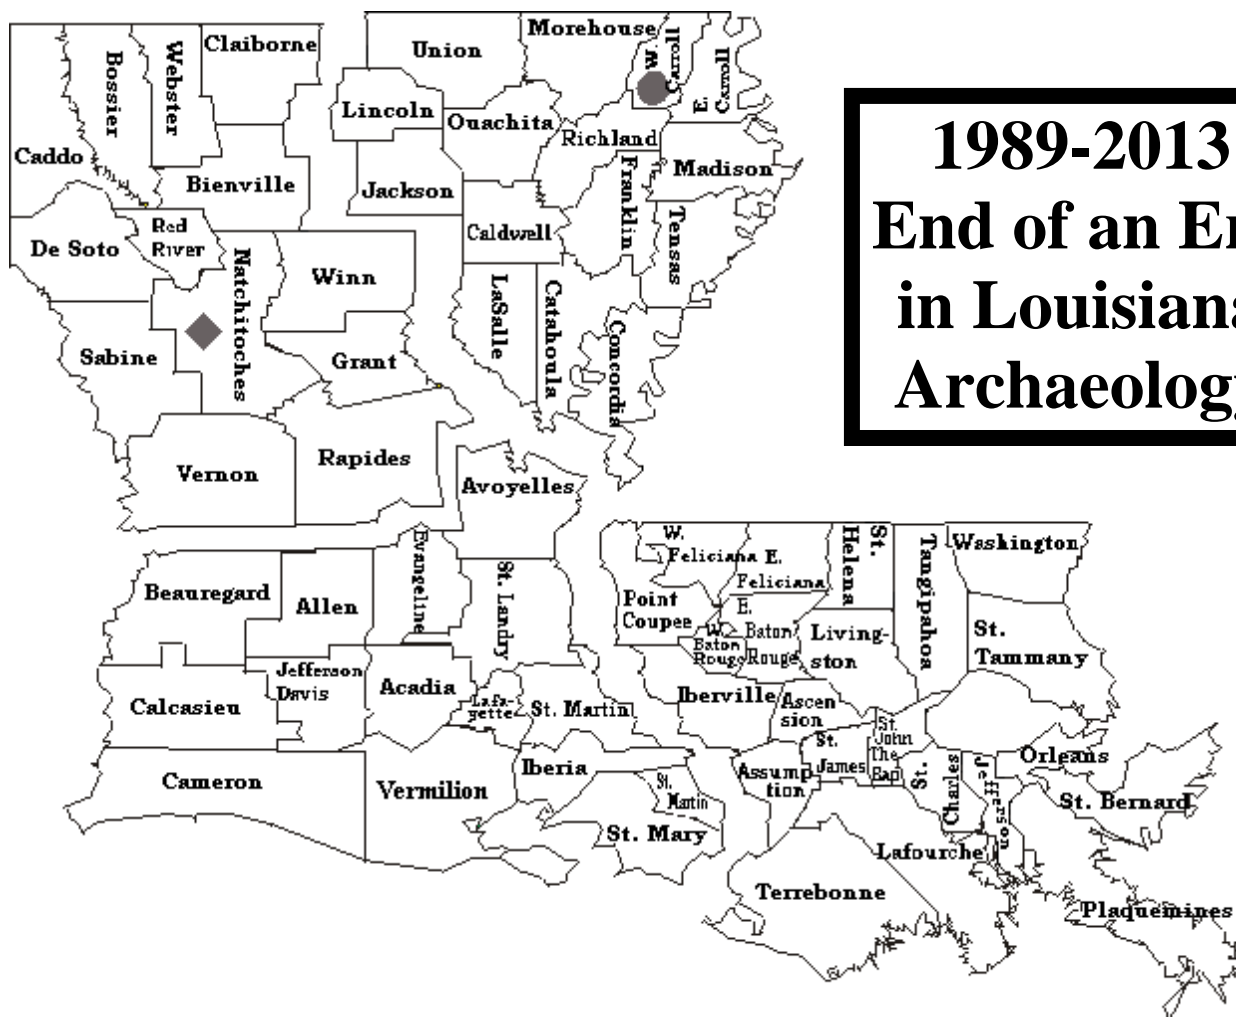 Claiborne
Morehouse
Union
W.
Carroll
E.
Carroll
Bossier
Webster
Lincoln
Ouachita
Richland
Caddo
Bienville
Jackson
Franklin
Madison
De Soto
Red
River
Caldwell
Tensas
Natchitoches
Winn
LaSalle
Catahoula
Concordia
Sabine
Grant
Vernon
Rapides
Avoyelles
1989-2013
End of an Er
in Louisiana
Archaeology
Beauregard
Allen
Evangeline
St. Landry
W.
Feliciana
E.
Feliciana
St.
Helena
Tangipahoa
Washington
Point
Coupee
W.
Baton
Rouge
E.
Baton
Rouge
Living-
ston
St.
Tammany
Calcasieu
Jefferson
Davis
Acadia
Lafa-
yette
St. Martin
Iberville
Ascen
sion
St.
James
St.
John
The
Bap
Cameron
Vermilion
Iberia
St.
Martin
St. Mary
Assump
tion
St.
Charles
Jefferson
Orleans
St. Bernard
Lafourche
Terrebonne
Plaquemines